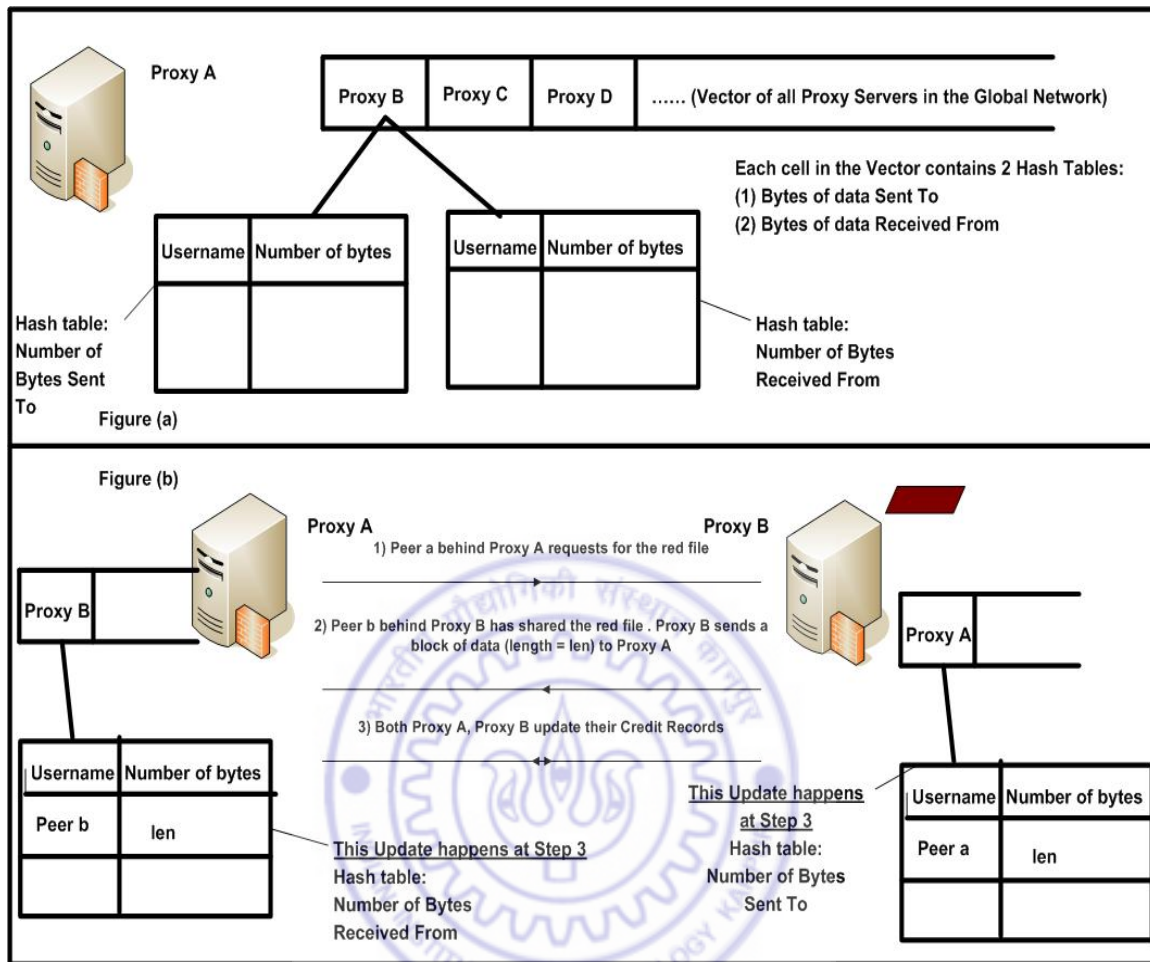 Proxy A
Proxy B
Proxy C
Proxy D
...... (Vector of all Proxy Servers in the Global Network)
Each cell in the Vector contains 2 Hash Tables:
(1) Bytes of data Sent To
(2) Bytes of data Received From
Username
Number of bytes
Username
Number of bytes
Hash table:
Number of
Bytes Sent
To
Hash table:
Number of Bytes
Received From
Figure (a)
Figure (b)
Proxy A
Proxy B
1) Peer a behind Proxy A requests for the red file
2) Peer b behind Proxy B has shared the red file . Proxy B sends a
block of data (length = len) to Proxy A
3) Both Proxy A, Proxy B update their Credit Records
Proxy B
Username
Number of bytes
Peer b
len
This Update happens at Step 3
Hash table:
Number of Bytes
Received From
Proxy A
This Update happens
at Step 3
Hash table:
Number of Bytes
Sent To
Username
Number of bytes
Peer a
len